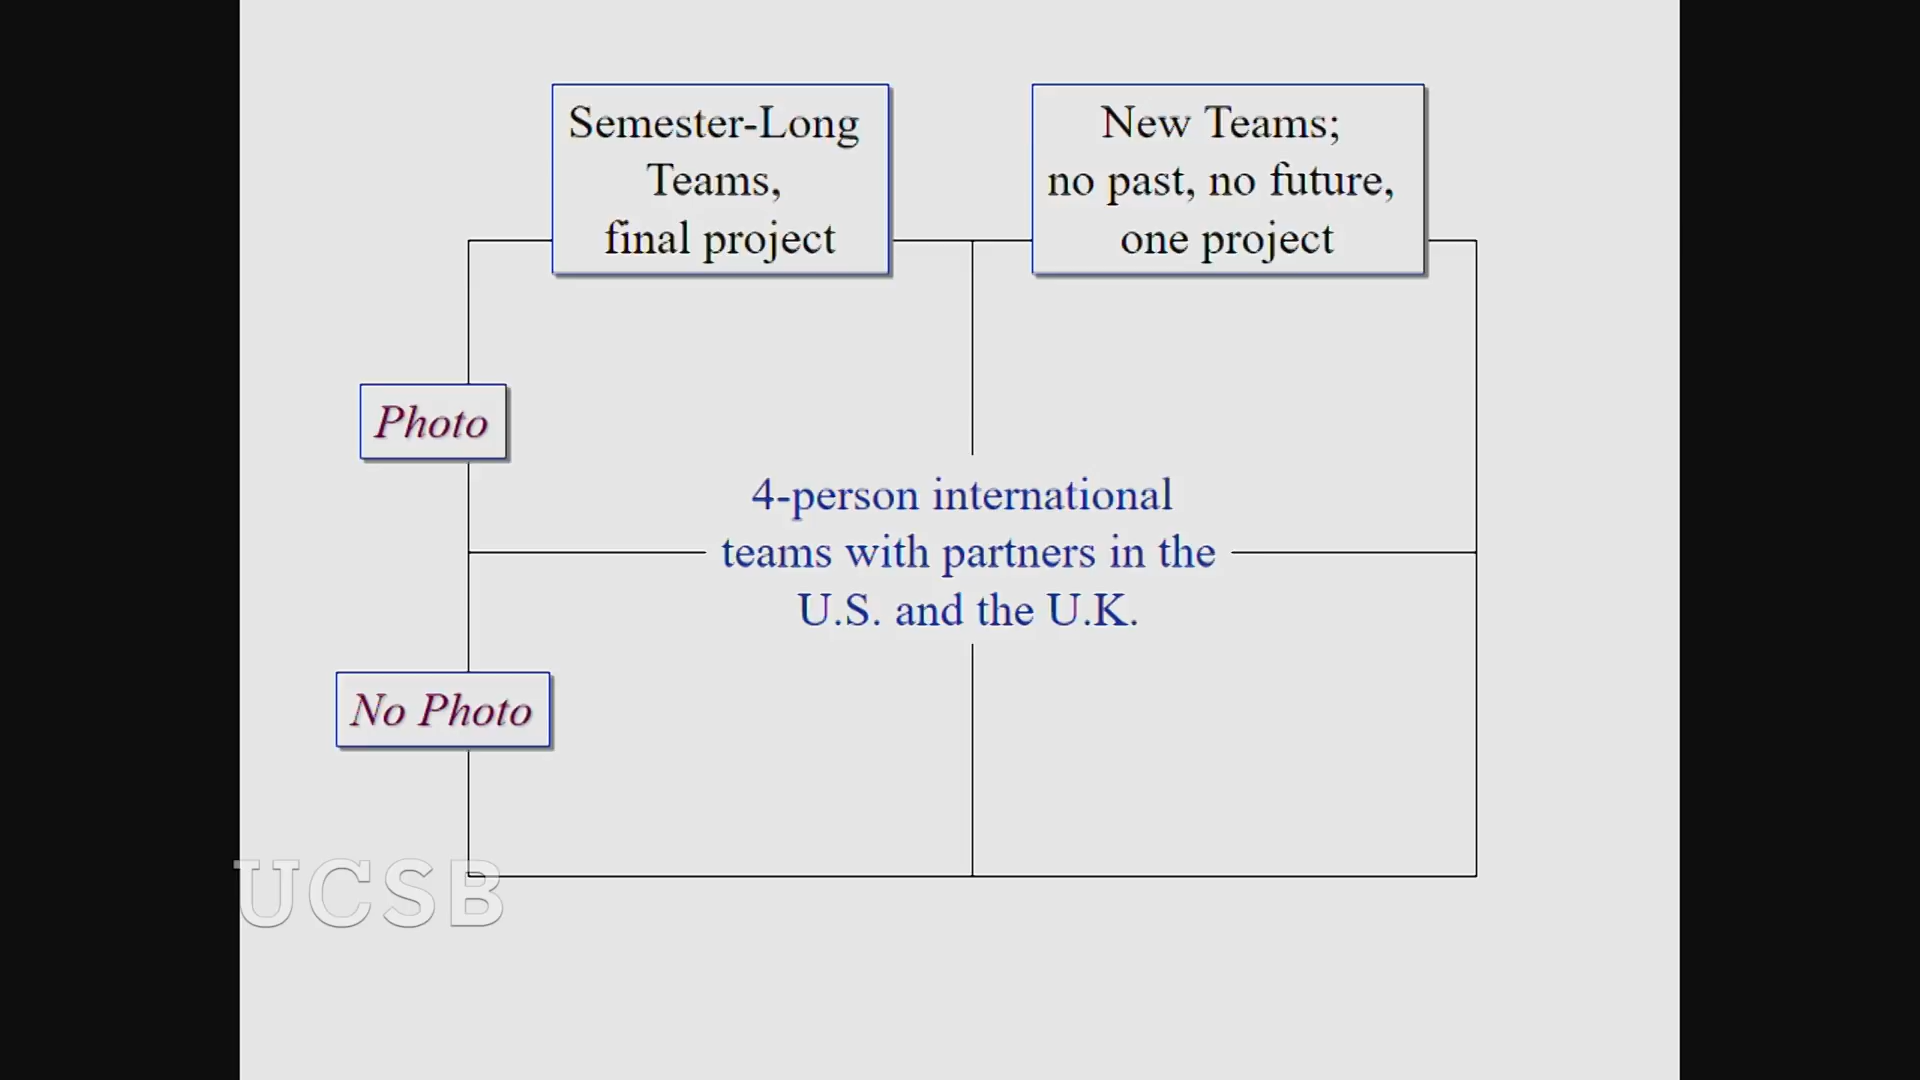 Semester-Long
Teams,
final project
New Teams;
no past, no future,
one project
Photo
4-person international
teams with partners in the
U.S. and the U.K.
No Photo
UCSB